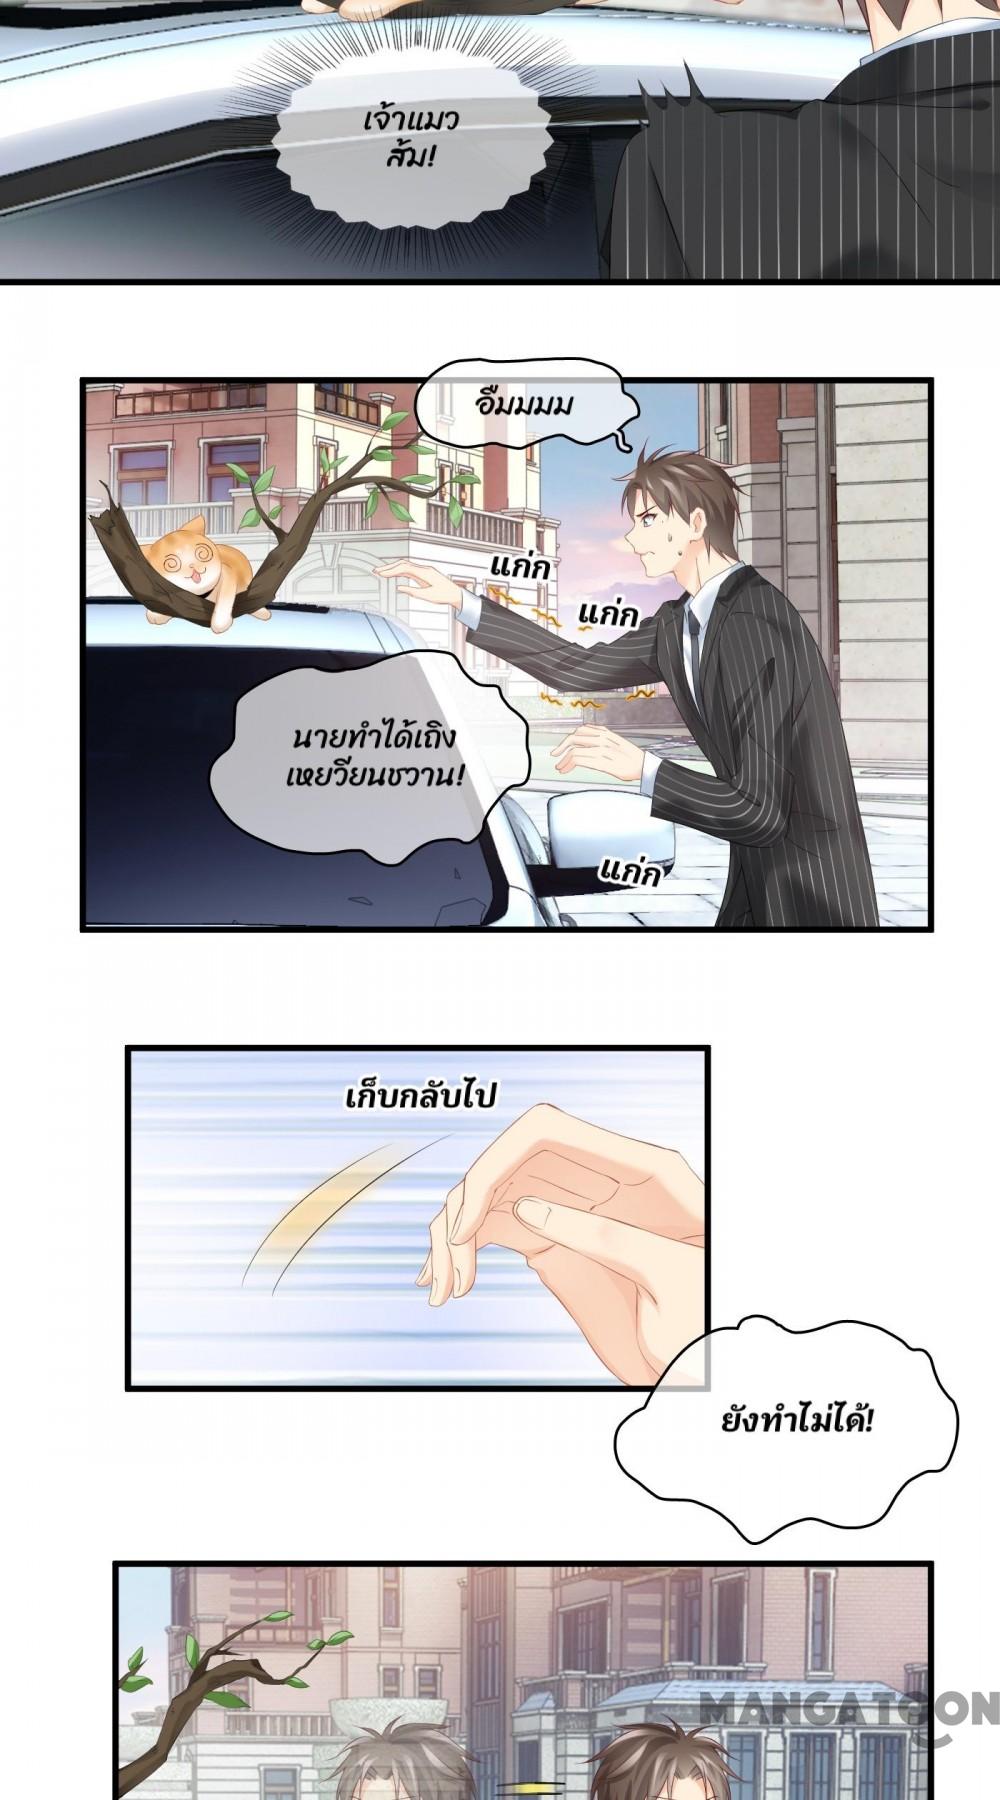 เจ้าแมว
ส้ม!
อืมมมม
แก่ก
แก่ก
นายทำได้เถิง
เหยวียนชวาน!
แก่ก
เก็บกลับไป
ยังทำไม่ได้!
MANGATOON